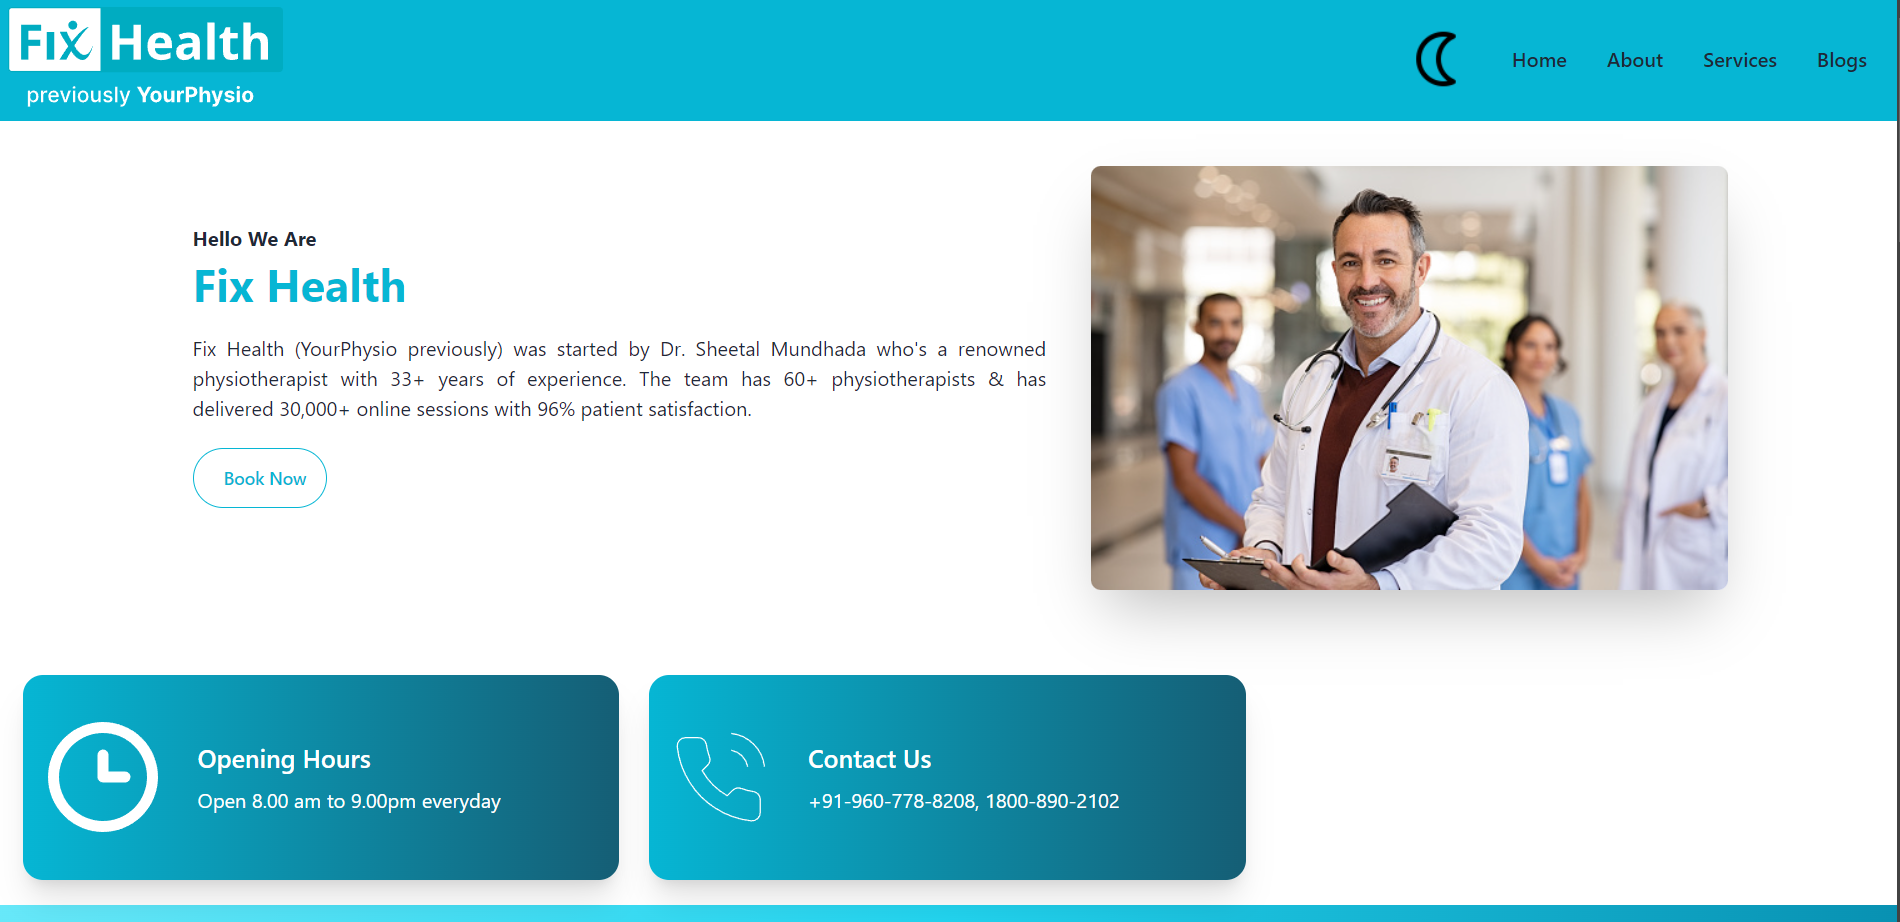 Fix Health
previously YourPhysio
Home About Services Blogs
Hello We Are
Fix Health
Fix Health (YourPhysio previously) was started by Dr. Sheetal Mundhada who's a renowned
physiotherapist with 33+ years of experience. The team has 60+ physiotherapists & has
delivered 30,000+ online sessions with 96% patient satisfaction.
Book Now
Opening Hours
Open 8.00 am to 9.00pm everyday
Contact Us
+91-960-778-8208, 1800-890-2102